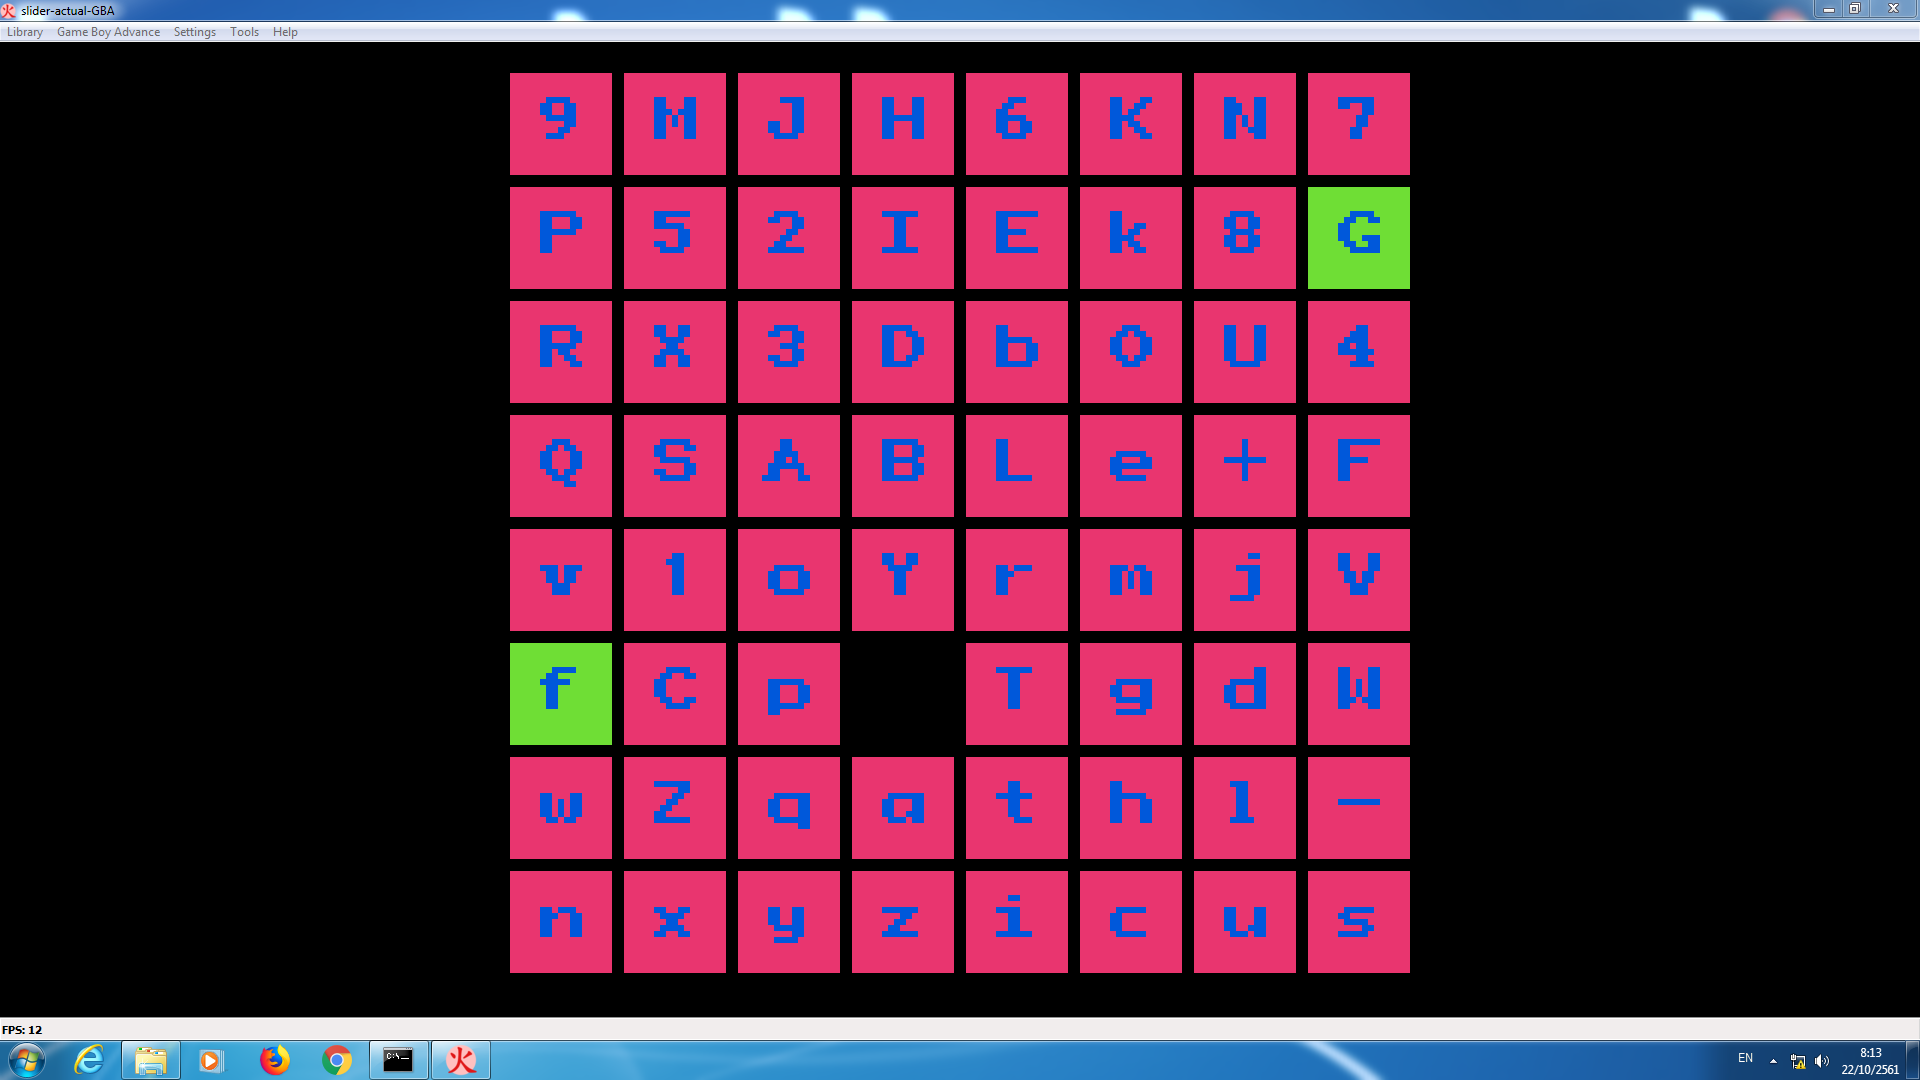 slider-actual-GBA
Library Game Boy Advance Settings Tools Help
9 M J H 6 K N 7
P 5 2 I E k 8 G
R X 3 D b O U 4
Q S A B L e + F
v 1 o Y r m j V
f C p T g d W
w Z q a t h l -
n x y z i c u s
FPS: 12
C:\_
火
EN
8:13
22/10/2561